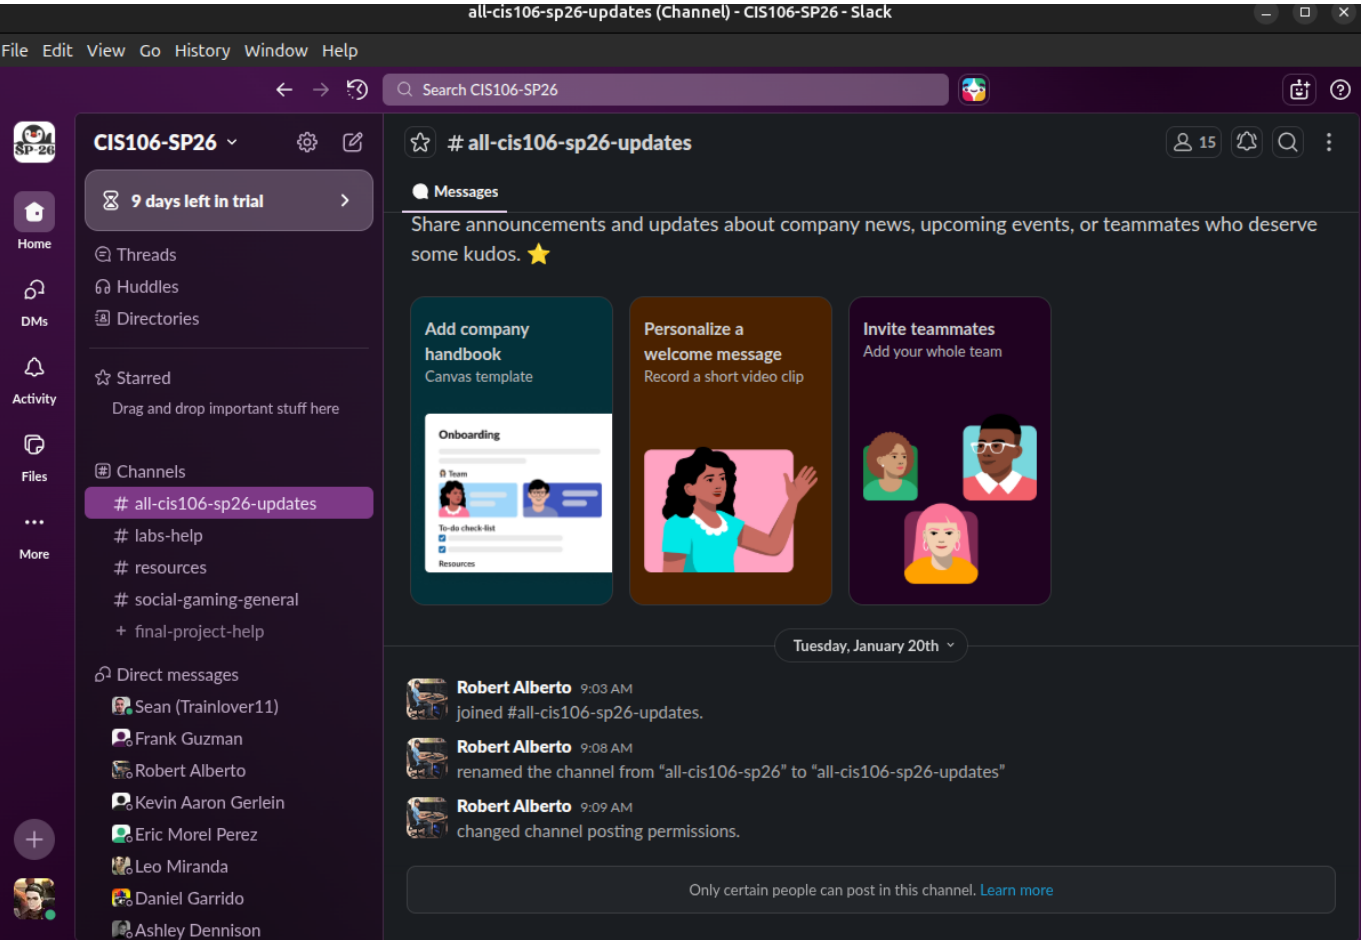 all-cis106-sp26-updates (Channel) - CIS106-SP26 - Slack
File Edit View Go History Window Help
Search CIS106-SP26
SP-26
Home
DMs
Activity
Files
More
CIS106-SP26
9 days left in trial
Threads
Huddles
Directories
Starred
Drag and drop important stuff here
Channels
# all-cis106-sp26-updates
# labs-help
# resources
# social-gaming-general
+ final-project-help
Direct messages
Sean (Trainlover11)
Frank Guzman
Robert Alberto
Kevin Aaron Gerlein
Eric Morel Perez
Leo Miranda
Daniel Garrido
Ashley Dennison
# all-cis106-sp26-updates
15
Messages
Share announcements and updates about company news, upcoming events, or teammates who deserve
some kudos. ⭐
Add company
handbook
Canvas template
Onboarding
Team
To-do check-list
Resources
Personalize a
welcome message
Record a short video clip
Invite teammates
Add your whole team
Tuesday, January 20th
Robert Alberto 9:03 AM
joined #all-cis106-sp26-updates.
Robert Alberto 9:08 AM
renamed the channel from “all-cis106-sp26” to “all-cis106-sp26-updates”
Robert Alberto 9:09 AM
changed channel posting permissions.
Only certain people can post in this channel. Learn more